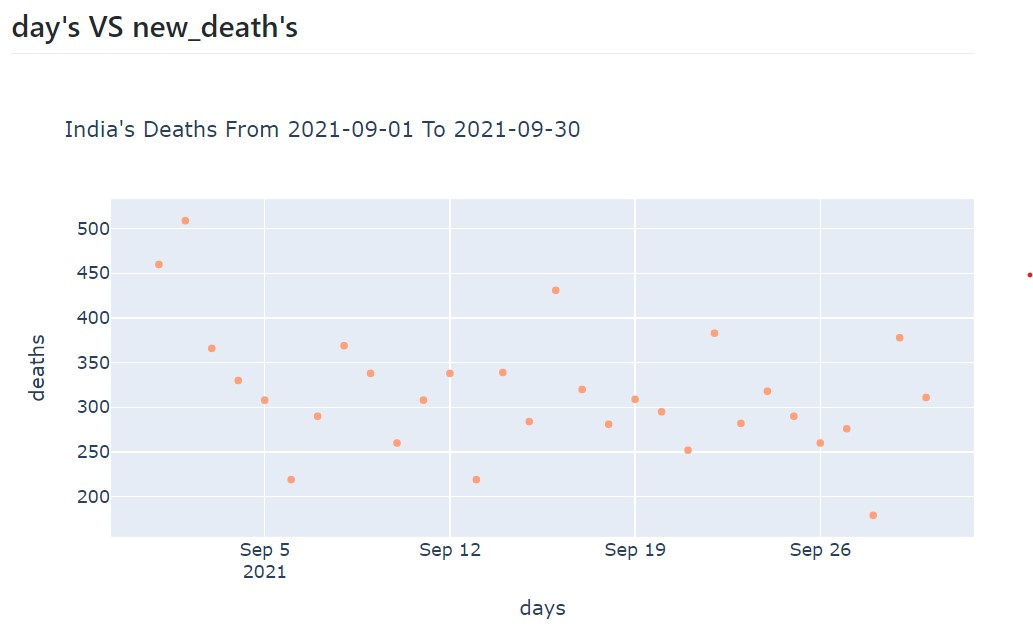 day's VS new_death's
India's Deaths From 2021-09-01 To 2021-09-30
500
450
400
350
300
250
200
deaths
Sep 5 Sep 12 Sep 19 Sep 26
2021
days